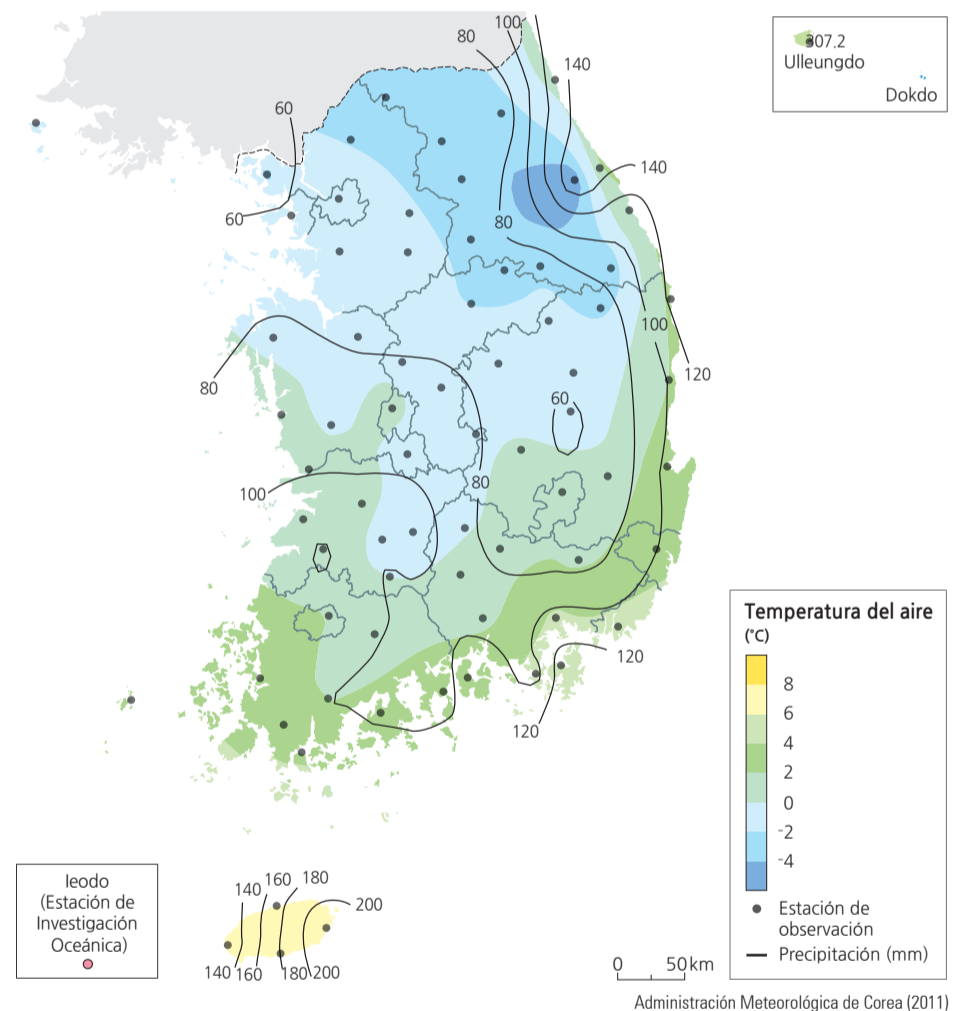 100
80
140
307.2
Ulleungdo
Dokdo
60
140
60
80
100
120
80
60
80
100
120
120
Temperatura del aire
(°C)
8
6
4
2
0
-2
-4
Estación de
observación
Precipitación (mm)
Ieodo
(Estación de
Investigación
Oceánica)
140
160
180
200
140
160
180
200
0
50 km
Administración Meteorológica de Corea (2011)